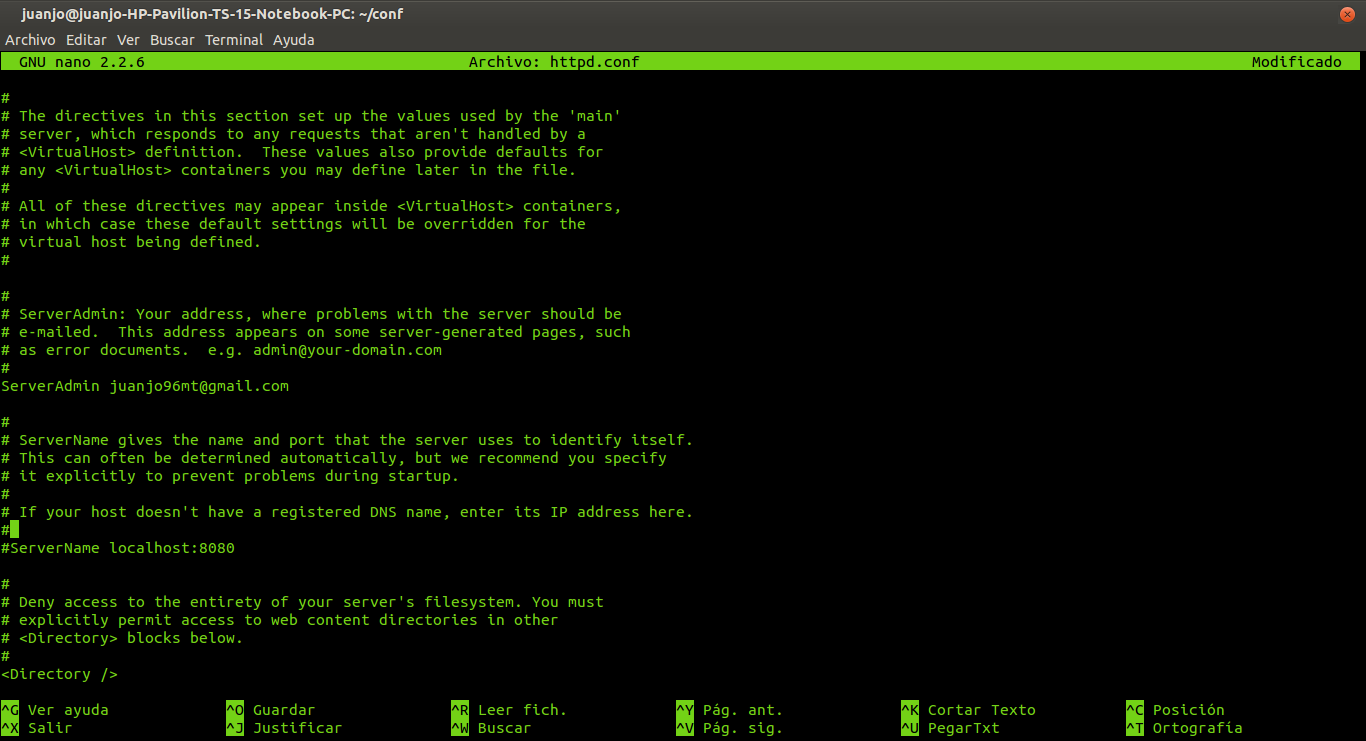 juanjo@juanjo-HP-Pavilion-TS-15-Notebook-PC: ~/conf
Archivo Editar Ver Buscar Terminal Ayuda
GNU nano 2.2.6 Archivo: httpd.conf Modificado
#
# The directives in this section set up the values used by the 'main'
# server, which responds to any requests that aren't handled by a
# <VirtualHost> definition.  These values also provide defaults for
# any <VirtualHost> containers you may define later in the file.
#
# All of these directives may appear inside <VirtualHost> containers,
# in which case these default settings will be overridden for the
# virtual host being defined.
#
#
# ServerAdmin: Your address, where problems with the server should be
# e-mailed.  This address appears on some server-generated pages, such
# as error documents.  e.g. admin@your-domain.com
#
ServerAdmin juanjo96mt@gmail.com
#
# ServerName gives the name and port that the server uses to identify itself.
# This can often be determined automatically, but we recommend you specify
# it explicitly to prevent problems during startup.
#
# If your host doesn't have a registered DNS name, enter its IP address here.
#
#ServerName localhost:8080
#
# Deny access to the entirety of your server's filesystem. You must
# explicitly permit access to web content directories in other
# <Directory> blocks below.
#
<Directory />
^G Ver ayuda ^O Guardar ^R Leer fich. ^Y Pág. ant. ^K Cortar Texto ^C Posición
^X Salir ^J Justificar ^W Buscar ^V Pág. sig. ^U PegarTxt ^T Ortografía